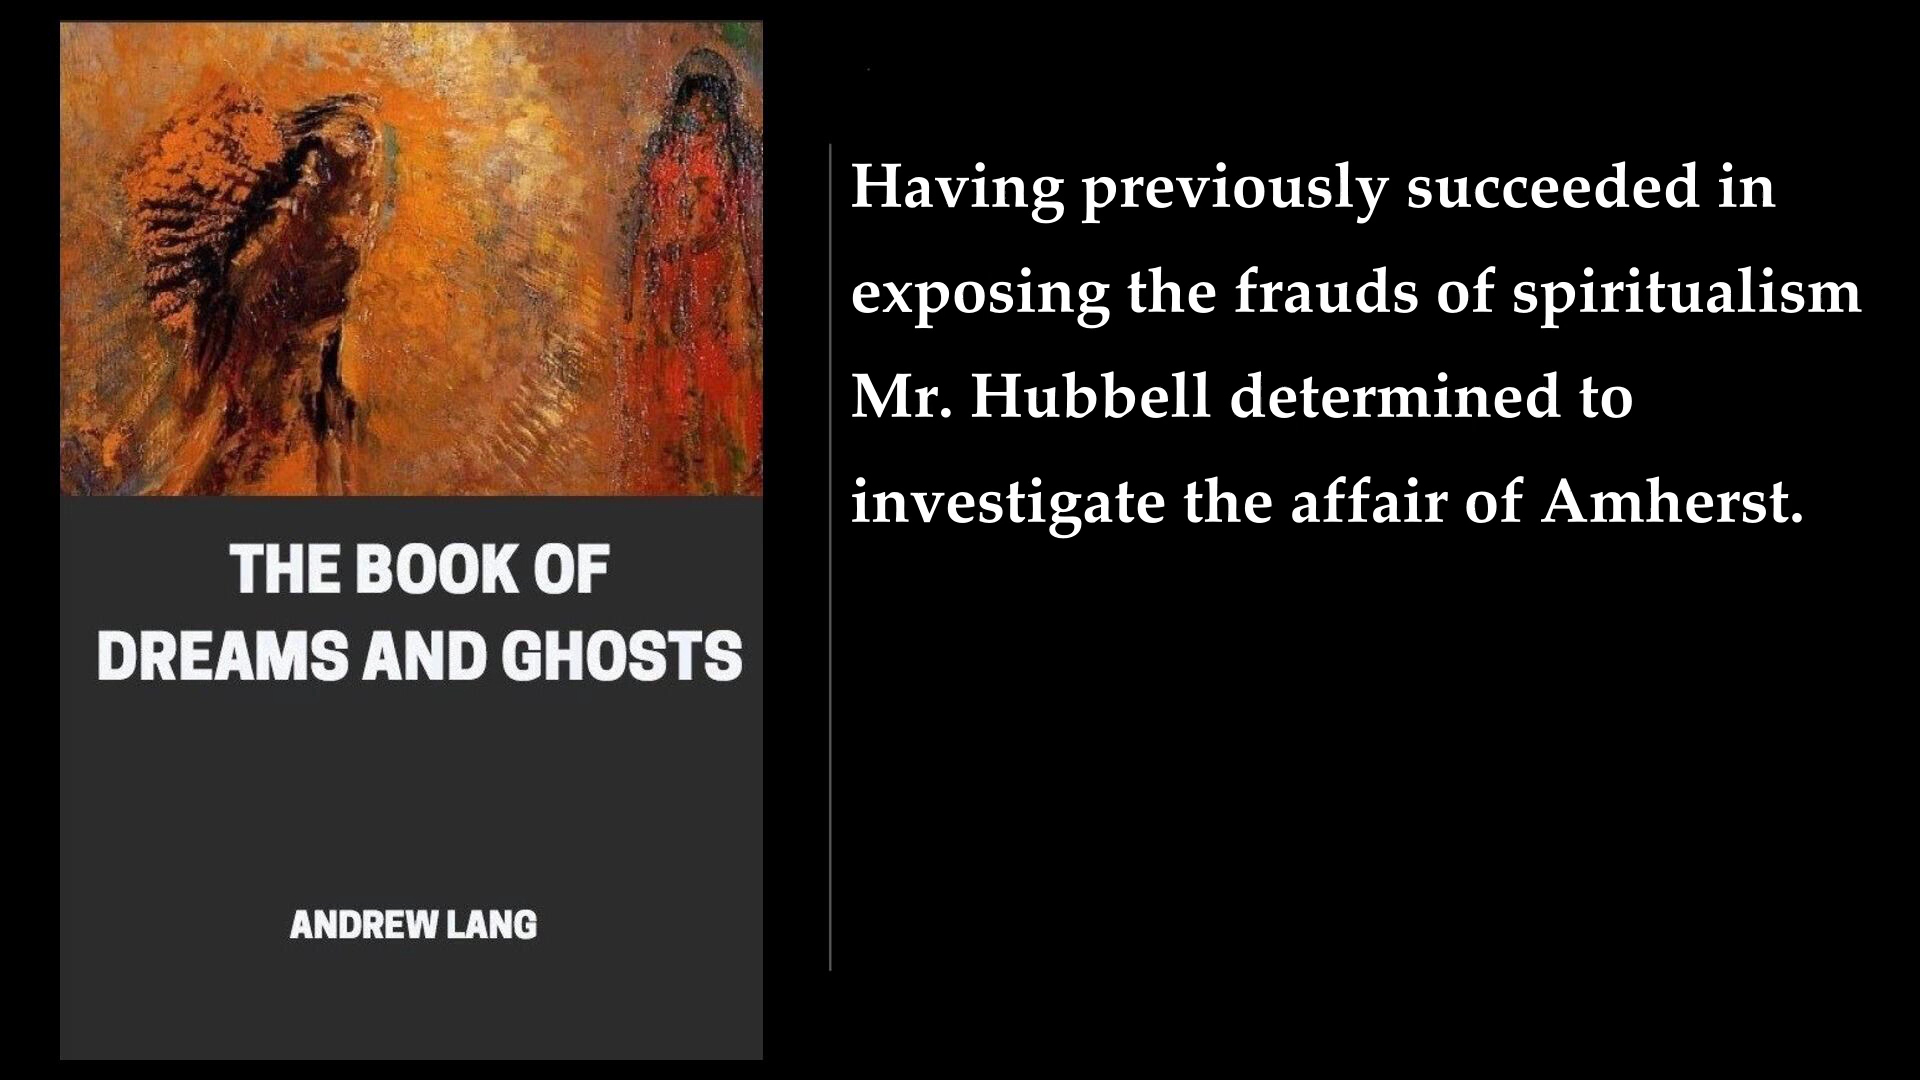 THE BOOK OF
DREAMS AND GHOSTS
ANDREW LANG
Having previously succeeded in
exposing the frauds of spiritualism
Mr. Hubbell determined to
investigate the affair of Amherst.